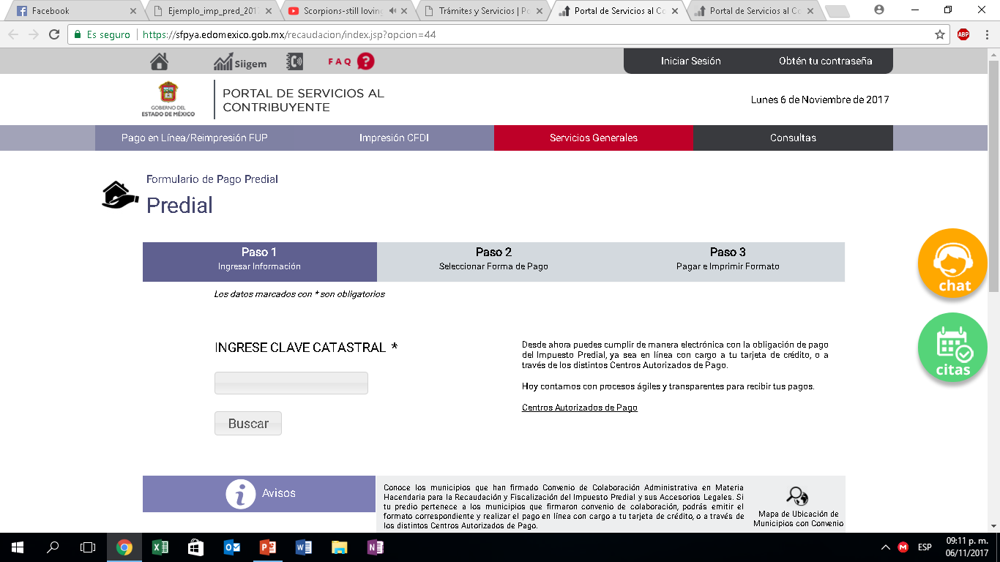 Facebook
Ejemplo_imp_pred_201
Scorpions-still loving
Trámites y Servicios | Po
Portal de Servicios al Co
Portal de Servicios al Co
Es seguro
https://sfpya.edomexico.gob.mx/recaudacion/index.jsp?opcion=44
ABP
Siigem
FAQ ?
Iniciar Sesión
Obtén tu contraseña
GOBIERNO DEL
ESTADO DE MÉXICO
PORTAL DE SERVICIOS AL
CONTRIBUYENTE
Lunes 6 de Noviembre de 2017
Pago en Línea/Reimpresión FUP
Impresión CFDI
Servicios Generales
Consultas
Formulario de Pago Predial
Predial
Paso 1
Ingresar Información
Paso 2
Seleccionar Forma de Pago
Paso 3
Pagar e Imprimir Formato
chat
Los datos marcados con * son obligatorios
INGRESE CLAVE CATASTRAL *
Buscar
Desde ahora puedes cumplir de manera electrónica con la obligación de pago
del Impuesto Predial, ya sea en línea con cargo a tu tarjeta de crédito, o a
través de los distintos Centros Autorizados de Pago.
Hoy contamos con procesos ágiles y transparentes para recibir tus pagos.
Centros Autorizados de Pago
citas
Avisos
Conoce los municipios que han firmado Convenio de Colaboración Administrativa en Materia
Hacendaria para la Recaudación y Fiscalización del Impuesto Predial y sus Accesorios Legales. Si
tu predio pertenece a los municipios que firmaron convenio de colaboración, podrás emitir el
formato correspondiente y realizar el pago en línea con cargo a tu tarjeta de crédito, o a través de
los distintos Centros Autorizados de Pago.
Mapa de Ubicación de
Municipios con Convenio
ESP
09:11 p. m.
06/11/2017